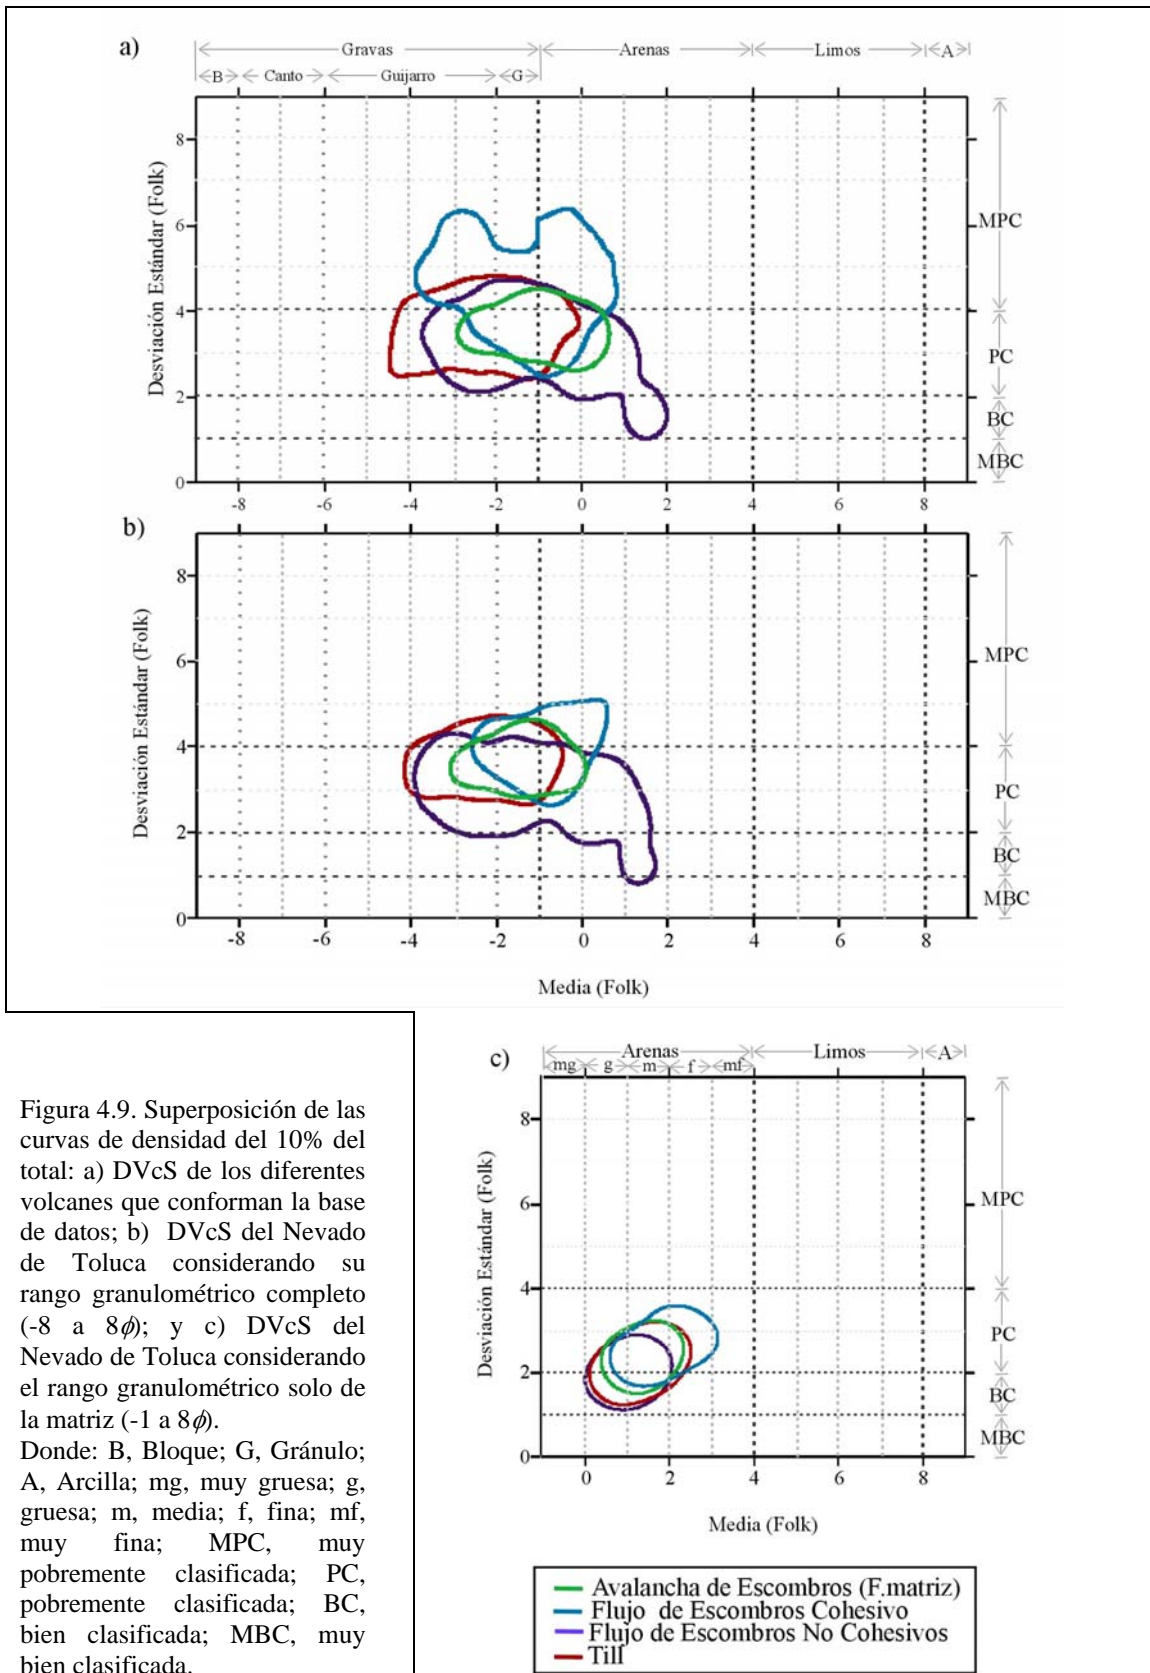 a)
Gravas Arenas Limos A
B Canto Guijarro G
Desviación Estándar (Folk)
8
6
4
2
0
MPC
PC
BC
MBC
-8 -6 -4 -2 0 2 4 6 8
b)
Desviación Estándar (Folk)
8
6
4
2
0
MPC
PC
BC
MBC
-8 -6 -4 -2 0 2 4 6 8
Media (Folk)
Figura 4.9. Superposición de las
curvas de densidad del 10% del
total: a) DVcS de los diferentes
volcanes que conforman la base
de datos; b) DVcS del Nevado
de Toluca considerando su
rango granulométrico completo
(-8 a 8ϕ); y c) DVcS del
Nevado de Toluca considerando
el rango granulométrico solo de
la matriz (-1 a 8ϕ).
Donde: B, Bloque; G, Gránulo;
A, Arcilla; mg, muy gruesa; g,
gruesa; m, media; f, fina; mf,
muy fina; MPC, muy
pobremente clasificada; PC,
pobremente clasificada; BC,
bien clasificada; MBC, muy
bien clasificada.
c)
Arenas Limos A
mg g m f mf
Desviación Estándar (Folk)
8
6
4
2
0
MPC
PC
BC
MBC
0 2 4 6 8
Media (Folk)
Avalancha de Escombros (F.matriz)
Flujo de Escombros Cohesivo
Flujo de Escombros No Cohesivos
Till